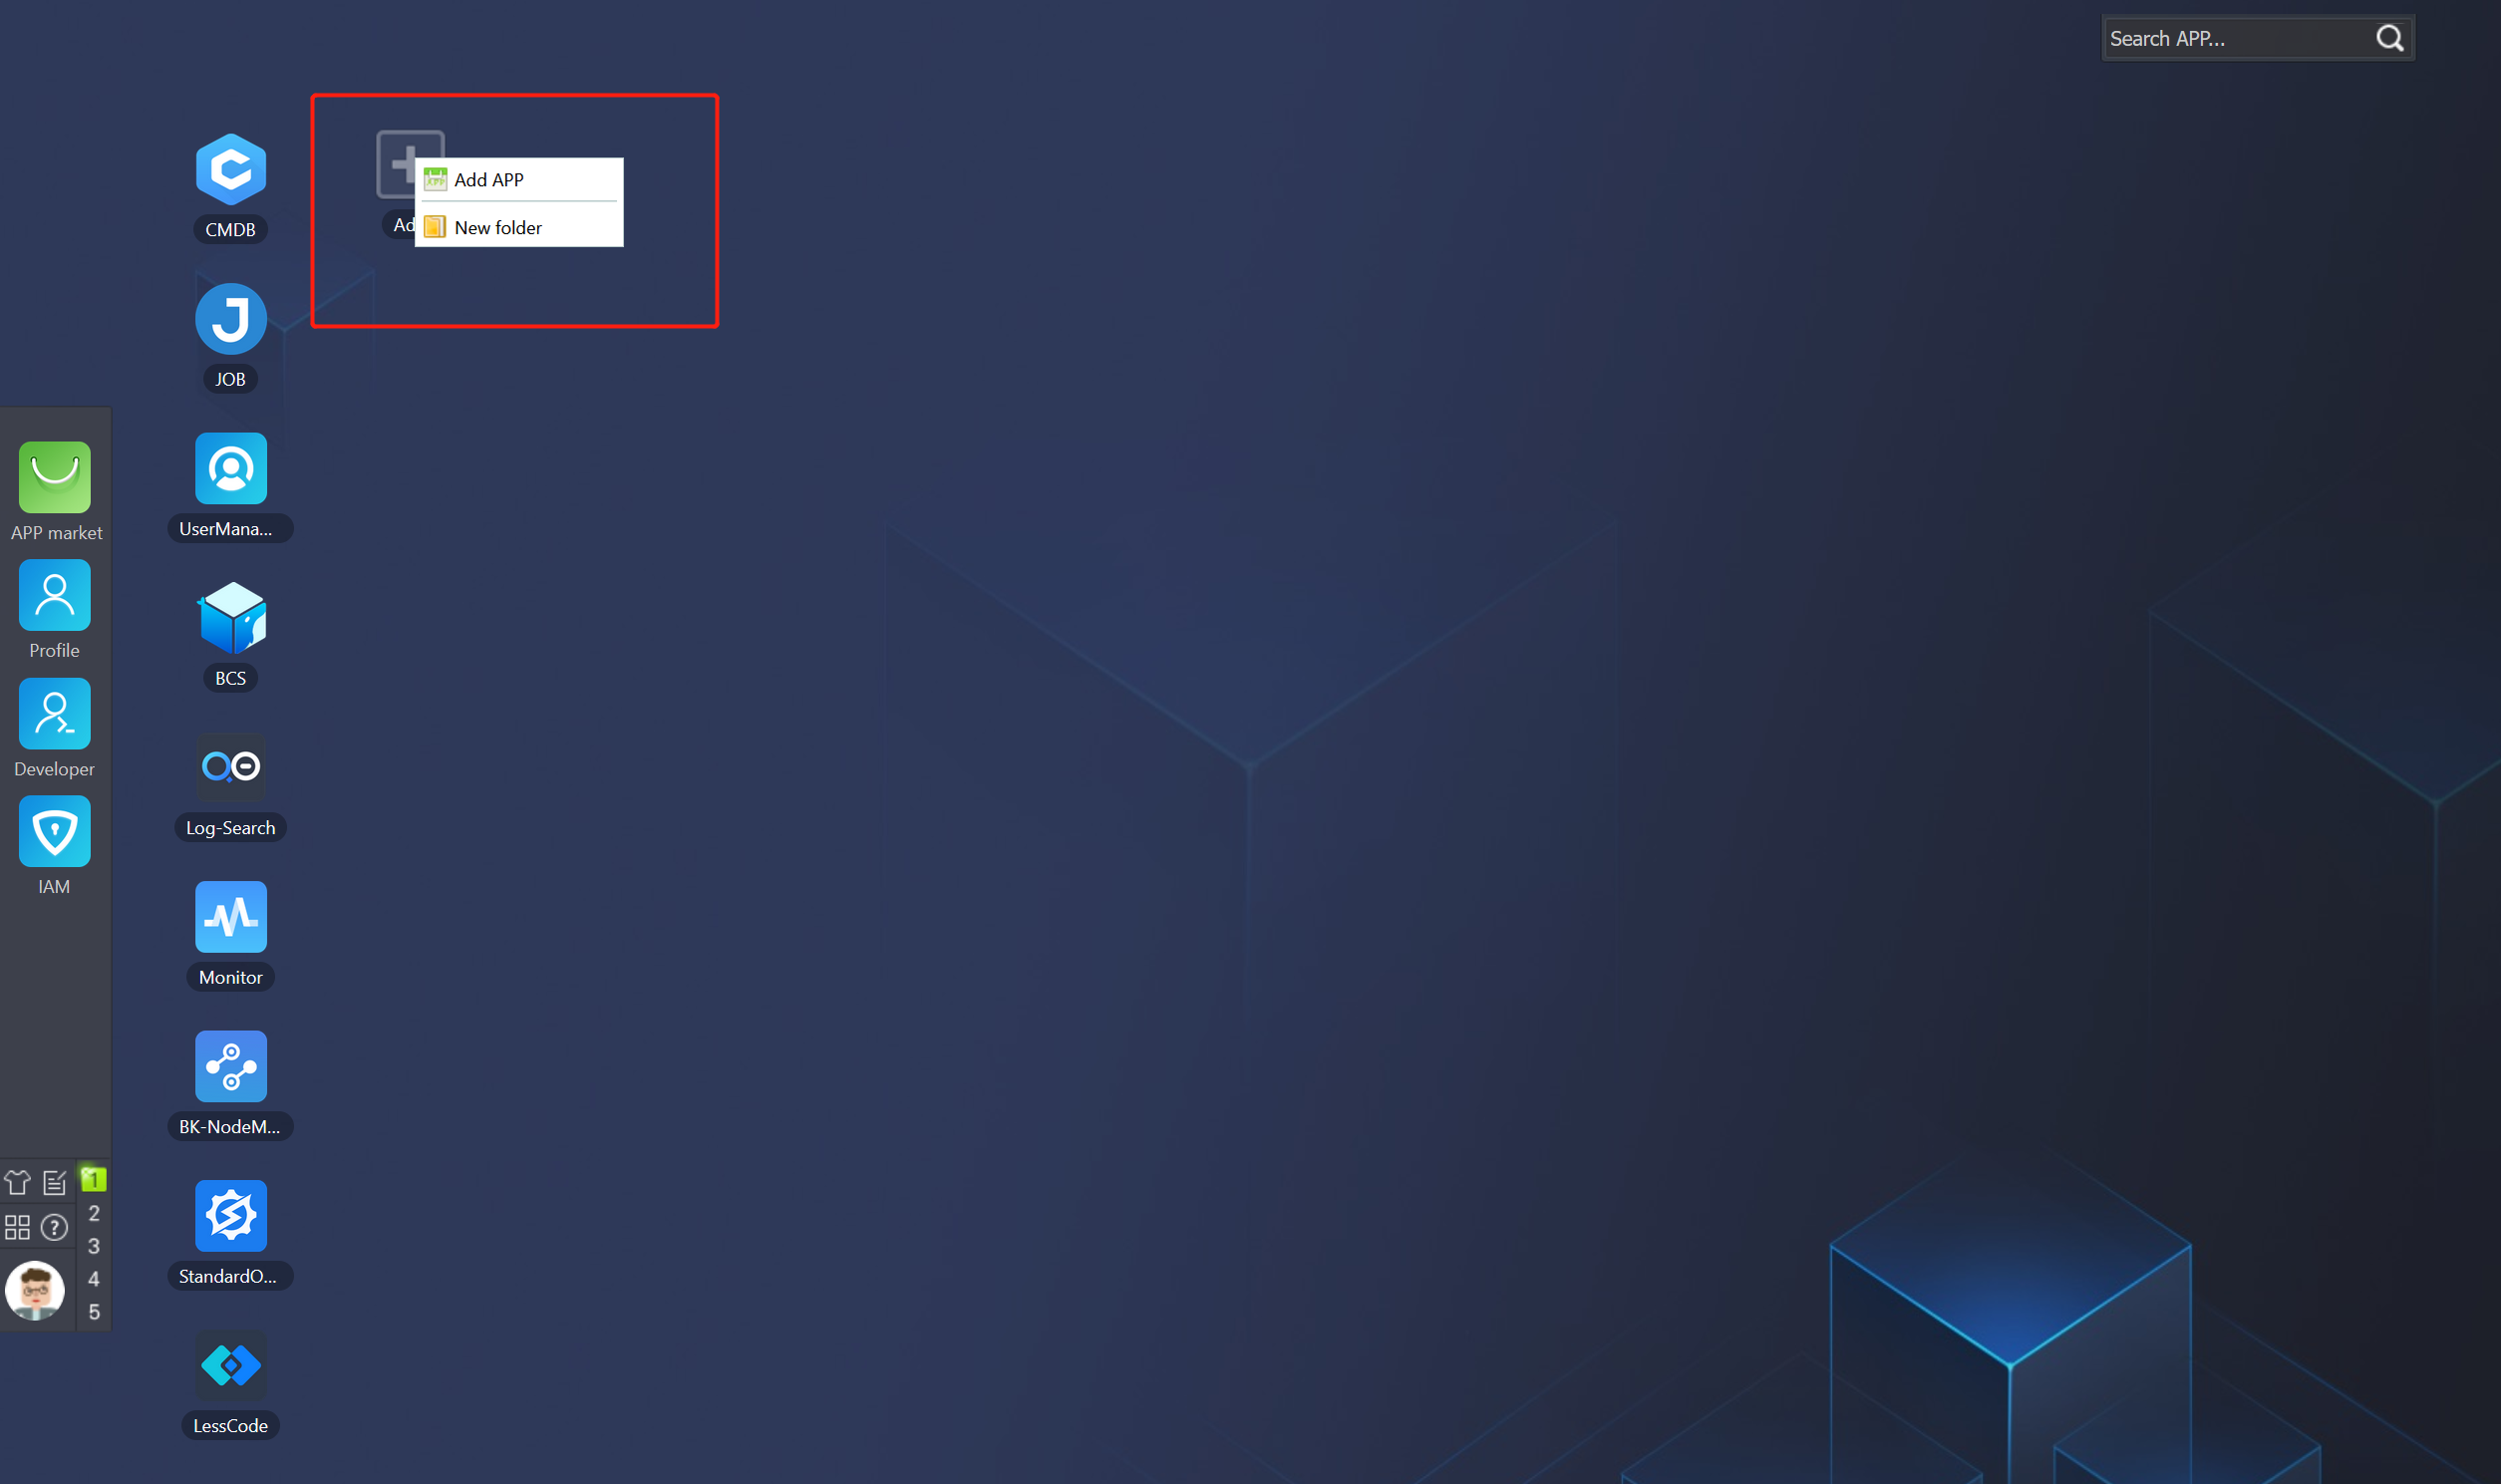 Search APP...
Add APP
Ad
New folder
CMDB
JOB
UserMana...
BCS
Log-Search
Monitor
BK-NodeM...
StandardO...
LessCode
APP market
Profile
Developer
IAM
1
2
3
4
5